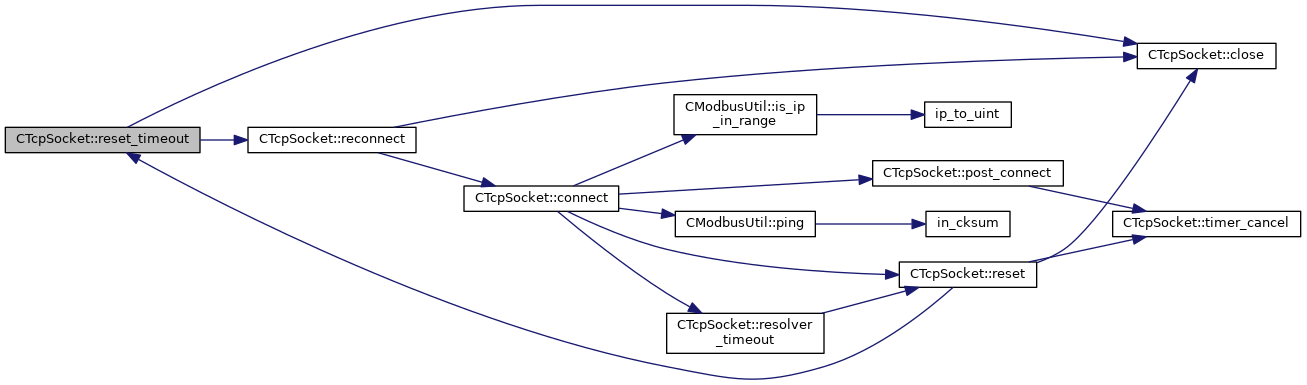 CTcpSocket::close
CModbusUtil::is_ip
_in_range
ip_to_uint
CTcpSocket::reset_timeout
CTcpSocket::reconnect
CTcpSocket::post_connect
CTcpSocket::connect
CModbusUtil::ping
in_cksum
CTcpSocket::timer_cancel
CTcpSocket::reset
CTcpSocket::resolver
_timeout